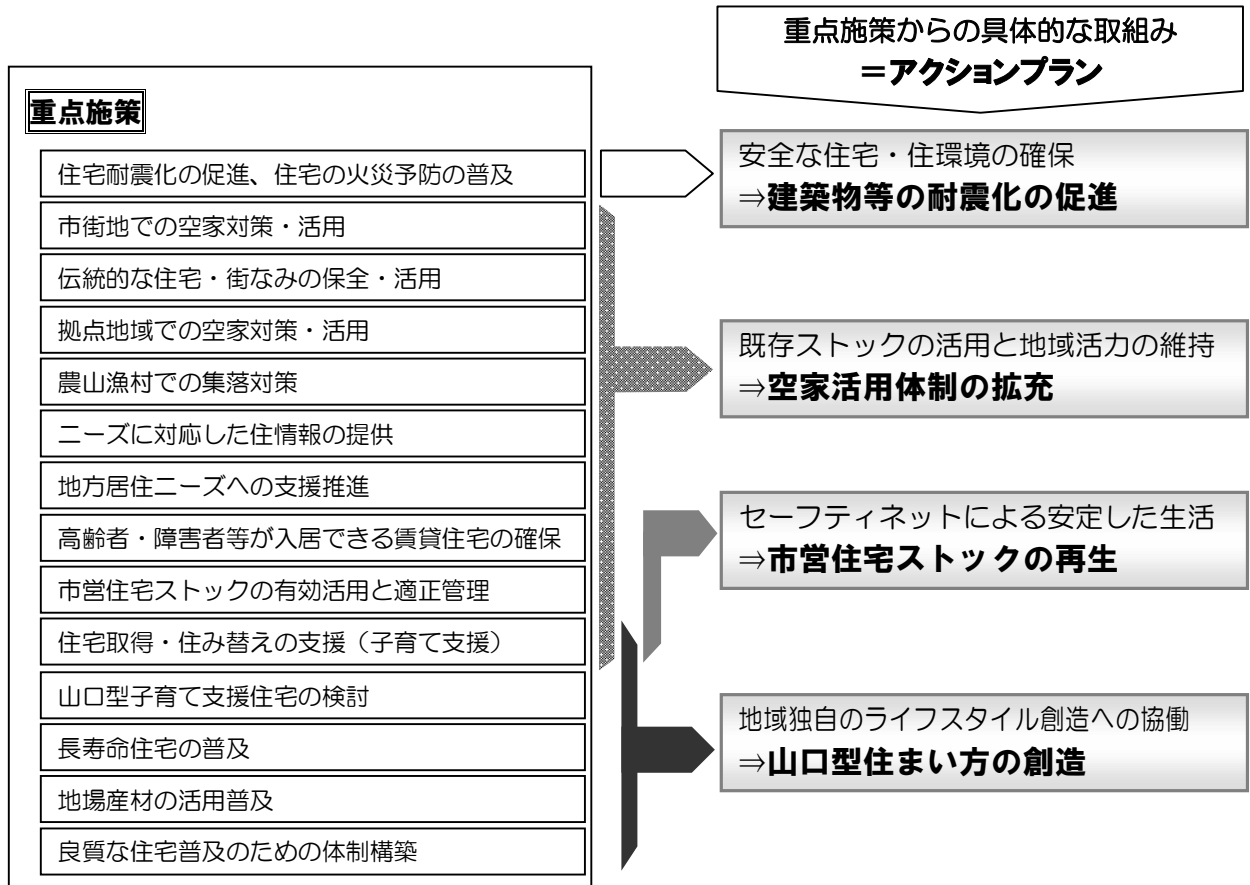 重点施策からの具体的な取組み
＝アクションプラン
重点施策
住宅耐震化の促進、住宅の火災予防の普及
市街地での空家対策・活用
伝統的な住宅・街なみの保全・活用
拠点地域での空家対策・活用
農山漁村での集落対策
ニーズに対応した住情報の提供
地方居住ニーズへの支援推進
高齢者・障害者等が入居できる賃貸住宅の確保
市営住宅ストックの有効活用と適正管理
住宅取得・住み替えの支援（子育て支援）
山口型子育て支援住宅の検討
長寿命住宅の普及
地場産材の活用普及
良質な住宅普及のための体制構築
安全な住宅・住環境の確保
⇒建築物等の耐震化の促進
既存ストックの活用と地域活力の維持
⇒空家活用体制の拡充
セーフティネットによる安定した生活
⇒市営住宅ストックの再生
地域独自のライフスタイル創造への協働
⇒山口型住まい方の創造